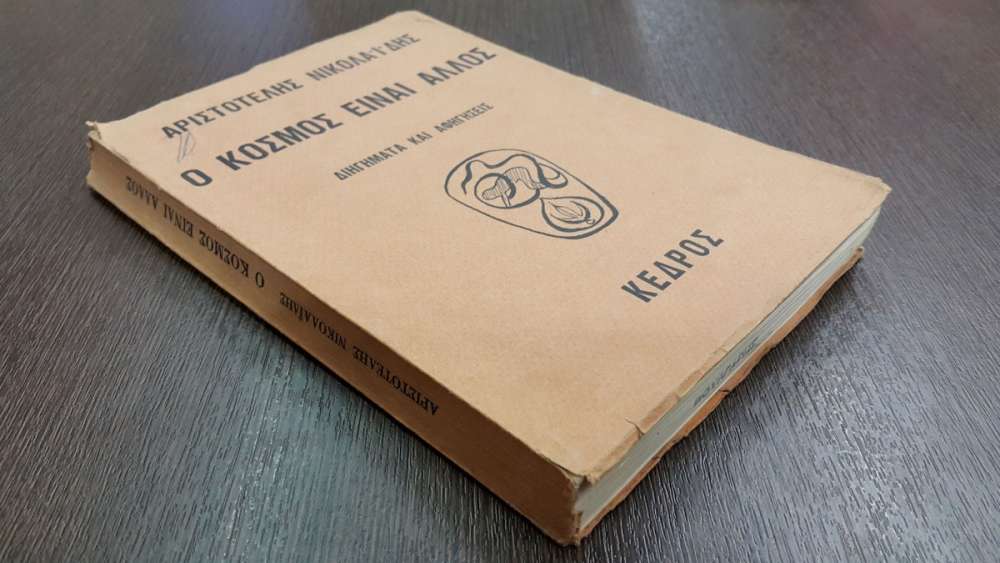 ΑΡΙΣΤΟΤΕΛΗΣ ΝΙΚΟΛΑΪΔΗΣ
Ο ΚΟΣΜΟΣ ΕΙΝΑΙ ΑΛΛΟΣ
ΔΙΗΓΗΜΑΤΑ ΚΑΙ ΑΦΗΓΗΣΕΙΣ
ΚΕΔΡΟΣ
ΑΡΙΣΤΟΤΕΛΗΣ ΝΙΚΟΛΑΪΔΗΣ Ο ΚΟΣΜΟΣ ΕΙΝΑΙ ΑΛΛΟΣ